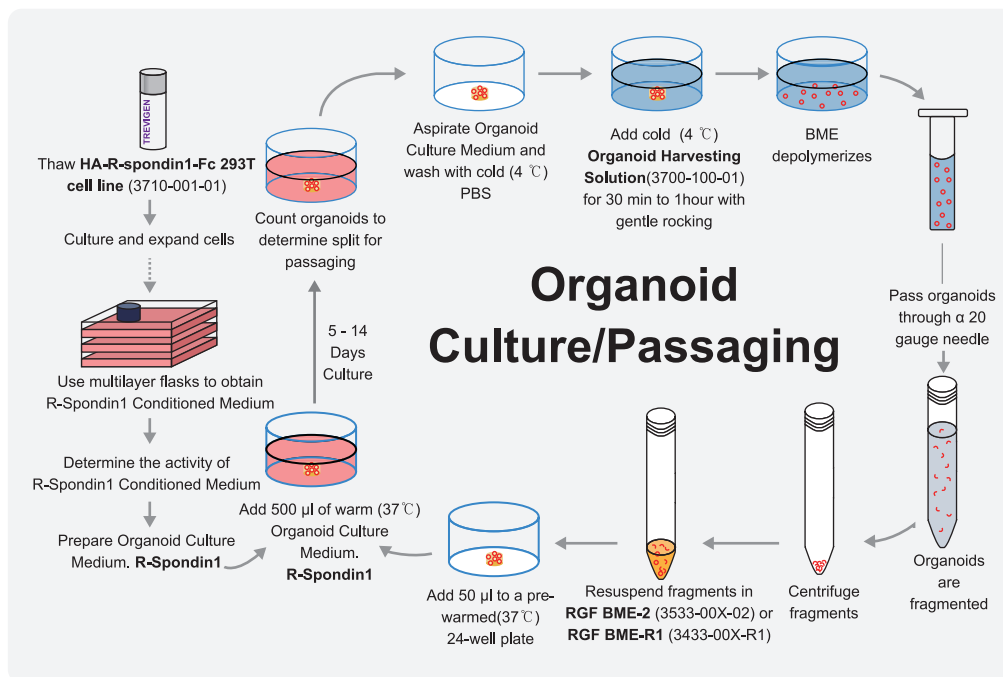 TREVIGEN
Thaw HA-R-spondin1-Fc 293T
cell line (3710-001-01)
Culture and expand cells
Use multilayer flasks to obtain
R-Spondin1 Conditioned Medium
Determine the activity of
R-Spondin1 Conditioned Medium
Prepare Organoid Culture
Medium. R-Spondin1
Add 500 µl of warm (37℃)
Organoid Culture
Medium.
R-Spondin1
5 - 14
Days
Culture
Count organoids to
determine split for
passaging
Aspirate Organoid
Culture Medium and
wash with cold (4 ℃)
PBS
Add cold (4 ℃)
Organoid Harvesting
Solution(3700-100-01)
for 30 min to 1hour with
gentle rocking
BME
depolymerizes
Organoid
Culture/Passaging
Pass organoids
through α 20
gauge needle
Organoids
are
fragmented
Centrifuge
fragments
Resuspend fragments in
RGF BME-2 (3533-00X-02) or
RGF BME-R1 (3433-00X-R1)
Add 50 µl to a pre-
warmed(37℃)
24-well plate